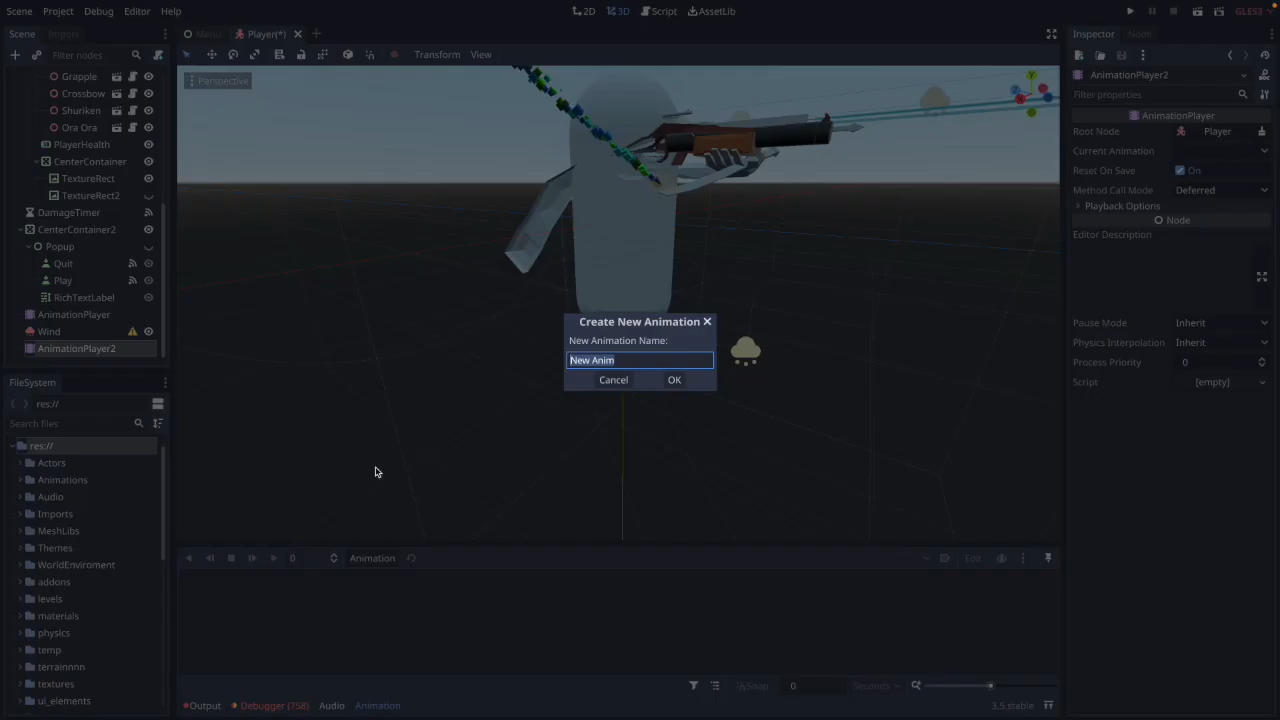 Scene Project Debug Editor Help
2D 3D Script AssetLib
GLES3
Scene Import
Menu Player(*)
Inspector Node
Filter nodes
Transform View
AnimationPlayer2
Perspective
Filter properties
AnimationPlayer
Root Node Player
Current Animation
Reset On Save On
Method Call Mode Deferred
Playback Options
Node
Editor Description
Pause Mode Inherit
Physics Interpolation Inherit
Process Priority 0
Script [empty]
Grapple
Crossbow
Shuriken
Ora Ora
PlayerHealth
CenterContainer
TextureRect
TextureRect2
DamageTimer
CenterContainer2
Popup
Quit
Play
RichTextLabel
AnimationPlayer
Wind
AnimationPlayer2
Create New Animation
New Animation Name:
New Anim
Cancel OK
FileSystem
res://
Search files
res://
Actors
Animations
Audio
Imports
MeshLibs
Themes
WorldEnviroment
addons
levels
materials
physics
temp
terrainnnn
textures
ui_elements
0 Animation Edit
Snap 0 Seconds
Output Debugger (758) Audio Animation 3.5.stable